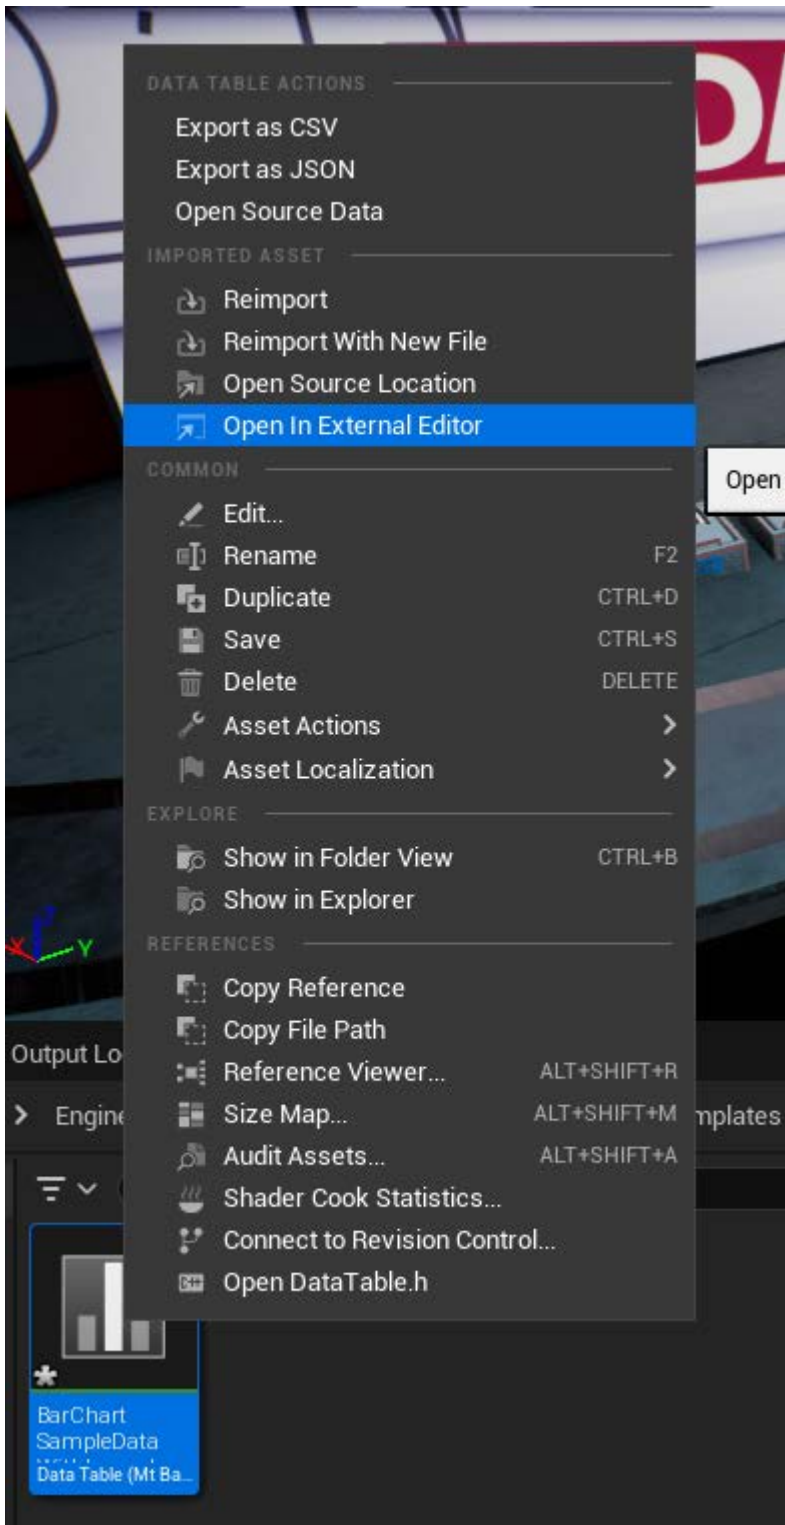 DATA TABLE ACTIONS
Export as CSV
Export as JSON
Open Source Data
IMPORTED ASSET
Reimport
Reimport With New File
Open Source Location
Open In External Editor
Open
COMMON
Edit...
Rename F2
Duplicate CTRL+D
Save CTRL+S
Delete DELETE
Asset Actions
Asset Localization
EXPLORE
Show in Folder View CTRL+B
Show in Explorer
X Y
REFERENCES
Copy Reference
Copy File Path
Output Lo
Reference Viewer... ALT+SHIFT+R
Engine Size Map... ALT+SHIFT+M mplates
Audit Assets... ALT+SHIFT+A
Shader Cook Statistics...
Connect to Revision Control...
C++ Open DataTable.h
BarChart
SampleData
Data Table (Mt Ba...